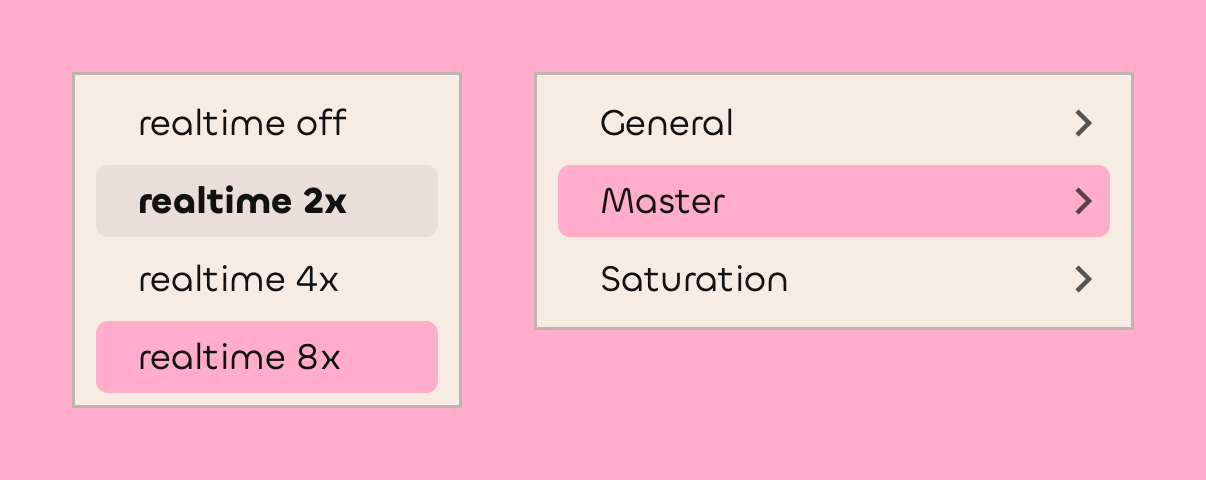 realtime off
realtime 2x
realtime 4x
realtime 8x
General
Master
Saturation